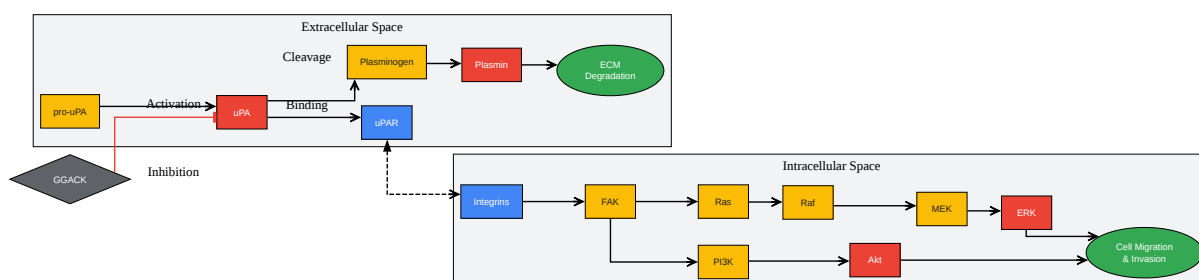 Extracellular Space
Cleavage
Plasminogen
Plasmin
ECM
Degradation
pro-uPA
Activation
uPA
Binding
uPAR
GGACK
Inhibition
Intracellular Space
Integrins
FAK
Ras
Raf
MEK
ERK
PI3K
Akt
Cell Migration
& Invasion